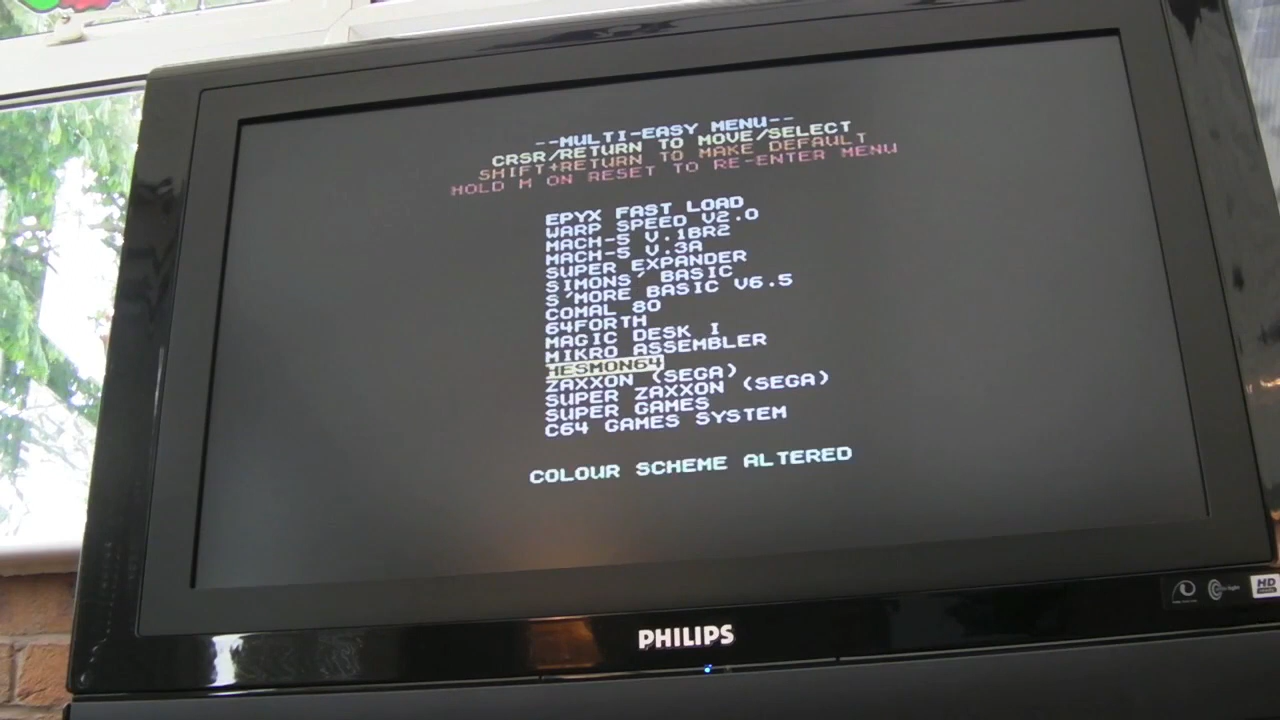 --MULTI-EASY MENU--
CRSR/RETURN TO MOVE/SELECT
SHIFT+RETURN TO MAKE DEFAULT
HOLD M ON RESET TO RE-ENTER MENU
EPYX FAST LOAD
WARP SPEED V2.0
MACH-5 V.1BR2
MACH-5 V.3A
SUPER EXPANDER
SIMONS' BASIC
S'MORE BASIC V6.5
COMAL 80
64FORTH
MAGIC DESK I
MIKRO ASSEMBLER
HESMON64
ZAXXON (SEGA)
SUPER ZAXXON (SEGA)
SUPER GAMES
C64 GAMES SYSTEM
COLOUR SCHEME ALTERED
PHILIPS
HD